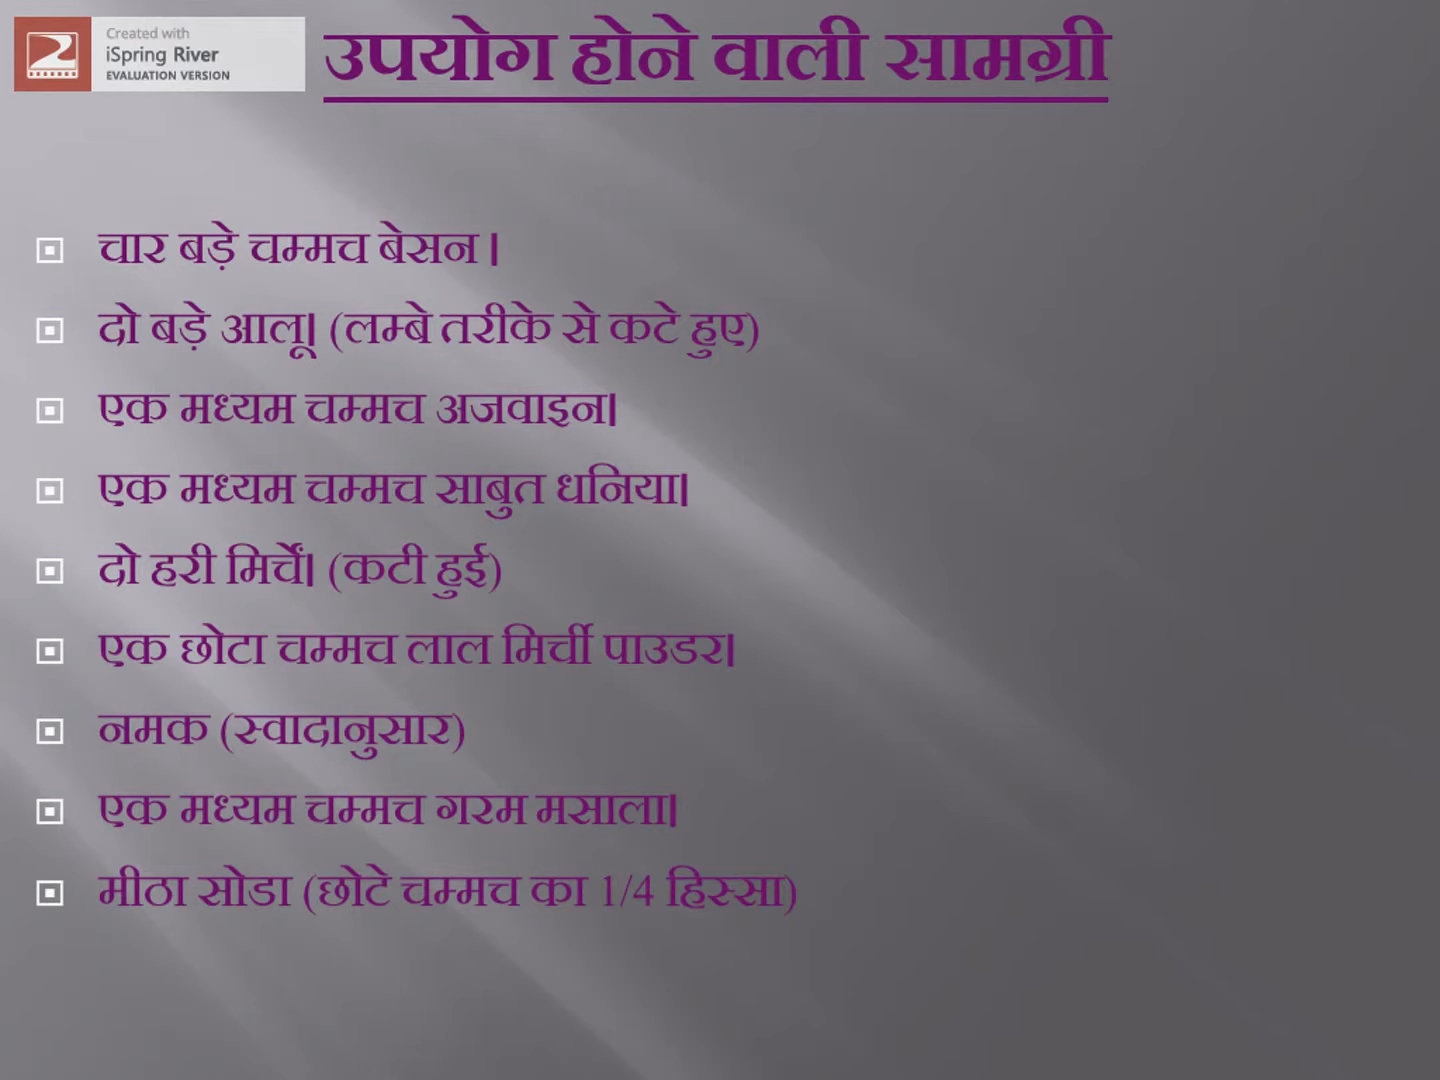 Created with
iSpring River
EVALUATION VERSION
उपयोग होने वाली सामग्री
चार बड़े चम्मच बेसन ।
दो बड़े आलू। (लम्बे तरीके से कटे हुए)
एक मध्यम चम्मच अजवाइन।
एक मध्यम चम्मच साबुत धनिया।
दो हरी मिर्चें। (कटी हुई)
एक छोटा चम्मच लाल मिर्ची पाउडर।
नमक (स्वादानुसार)
एक मध्यम चम्मच गरम मसाला।
मीठा सोडा (छोटे चम्मच का 1/4 हिस्सा)